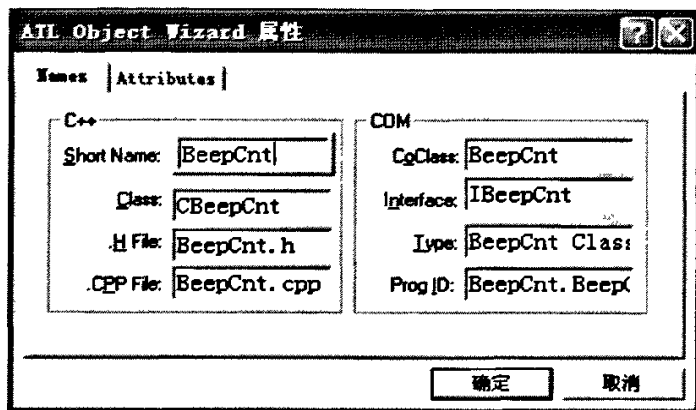 ATL Object Wizard 属性
Names
Attributes
C++
Short Name: BeepCnt
Class: CBeepCnt
.H File: BeepCnt.h
.CPP File: BeepCnt.cpp
COM
CoClass: BeepCnt
Interface: IBeepCnt
Type: BeepCnt Class
Prog ID: BeepCnt.BeepC
确定
取消